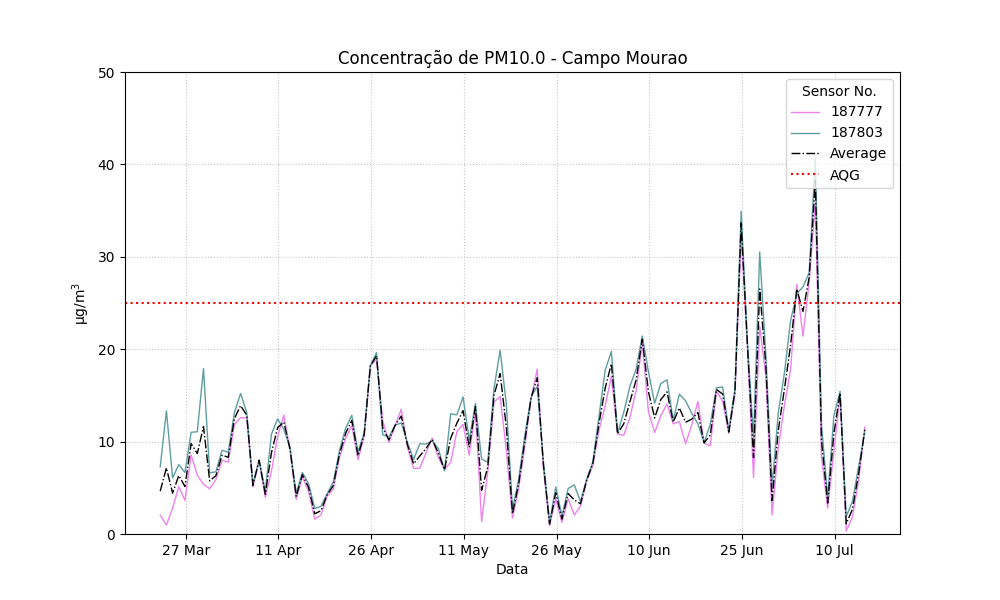 Concentração de PM10.0 - Campo Mourao
50
40
30
20
10
0
µg/m³
27 Mar
11 Apr
26 Apr
11 May
26 May
10 Jun
25 Jun
10 Jul
Data
Sensor No.
187777
187803
Average
AQG